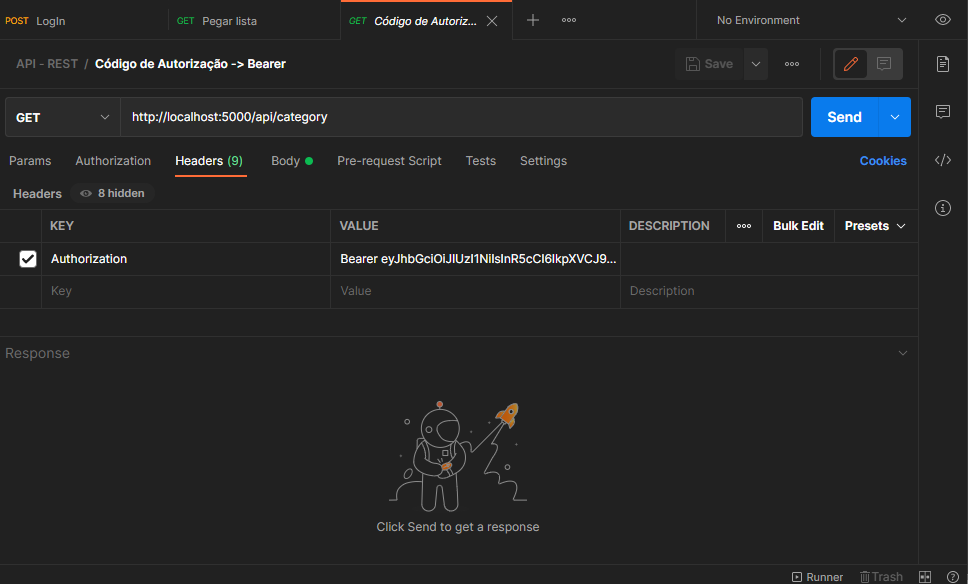 POST LogIn GET Pegar lista GET Código de Autoriz... No Environment
API - REST / Código de Autorização -> Bearer Save
GET http://localhost:5000/api/category Send
Params Authorization Headers (9) Body Pre-request Script Tests Settings Cookies
Headers 8 hidden
KEY VALUE DESCRIPTION Bulk Edit Presets
Authorization Bearer eyJhbGciOiJIUzI1NiIsInR5cCI6IkpXVCJ9...
Key Value Description
Response
Click Send to get a response
Runner Trash